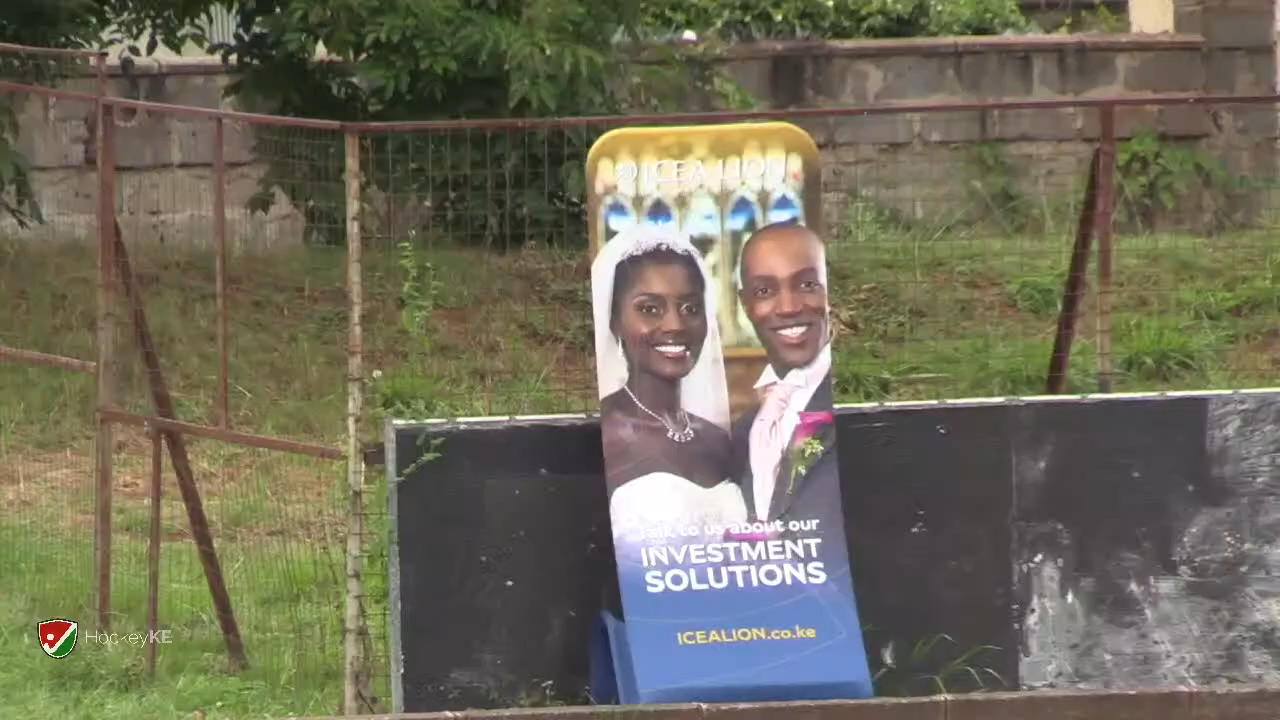 ICEA LION
Talk to us about our
INVESTMENT
SOLUTIONS
ICEALION.co.ke
HockeyKE